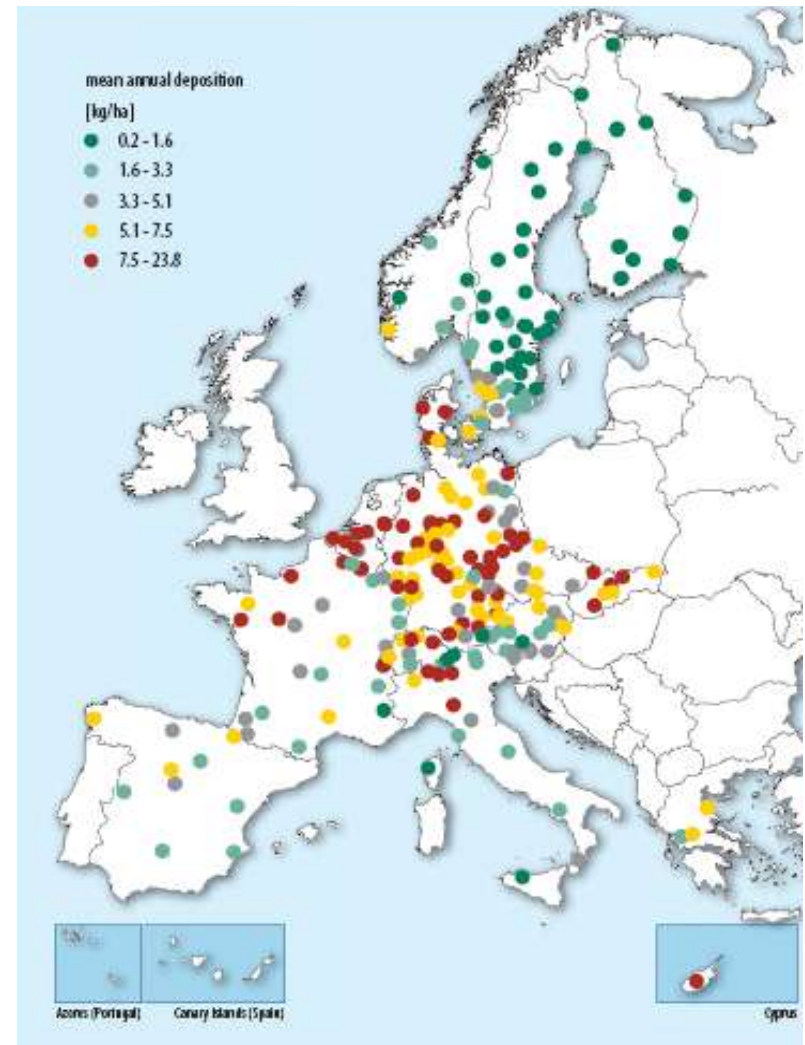 mean annual deposition
[kg/ha]
0.2 - 1.6
1.6 - 3.3
3.3 - 5.1
5.1 - 7.5
7.5 - 23.8
Azores (Portugal)
Canary Islands (Spain)
Cyprus